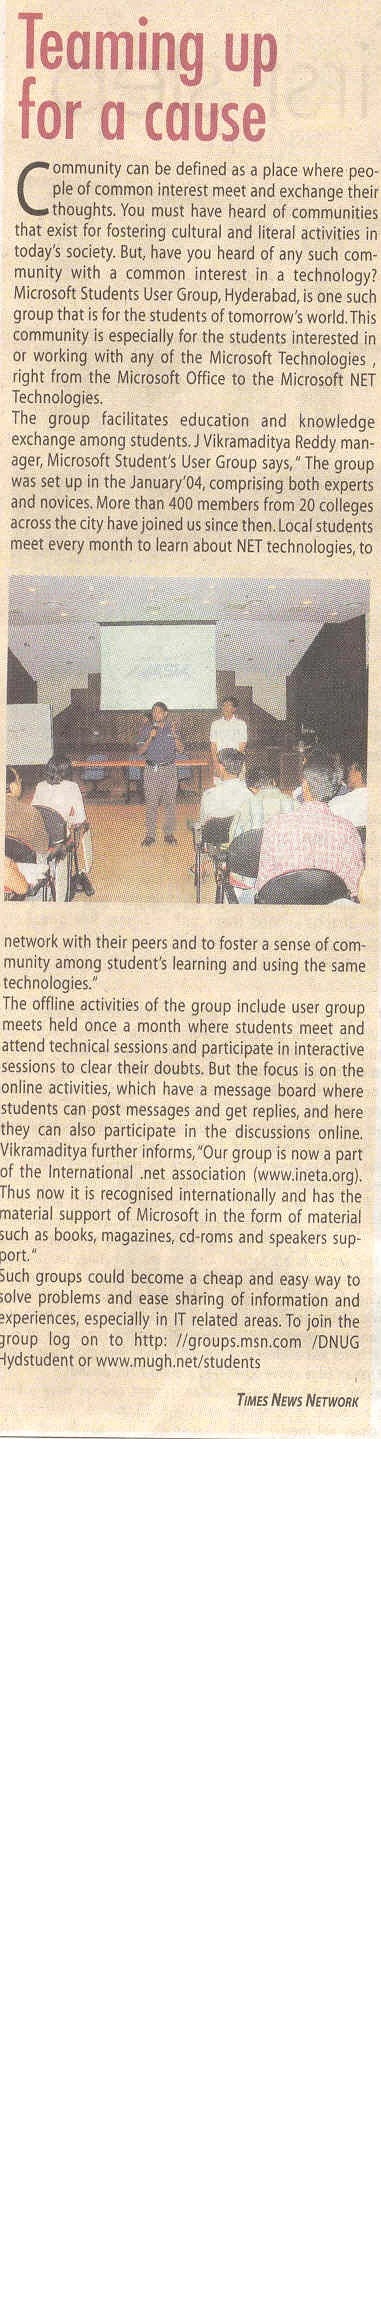 Teaming up
for a cause
Community can be defined as a place where peo-
ple of common interest meet and exchange their
thoughts. You must have heard of communities
that exist for fostering cultural and literal activities in
today's society. But, have you heard of any such com-
munity with a common interest in a technology?
Microsoft Students User Group, Hyderabad, is one such
group that is for the students of tomorrow's world. This
community is especially for the students interested in
or working with any of the Microsoft Technologies ,
right from the Microsoft Office to the Microsoft NET
Technologies.
The group facilitates education and knowledge
exchange among students. J Vikramaditya Reddy man-
ager, Microsoft Student's User Group says, " The group
was set up in the January'04, comprising both experts
and novices. More than 400 members from 20 colleges
across the city have joined us since then. Local students
meet every month to learn about NET technologies, to
network with their peers and to foster a sense of com-
munity among student's learning and using the same
technologies."
The offline activities of the group include user group
meets held once a month where students meet and
attend technical sessions and participate in interactive
sessions to clear their doubts. But the focus is on the
online activities, which have a message board where
students can post messages and get replies, and here
they can also participate in the discussions online.
Vikramaditya further informs, "Our group is now a part
of the International .net association (www.ineta.org).
Thus now it is recognised internationally and has the
material support of Microsoft in the form of material
such as books, magazines, cd-roms and speakers sup-
port."
Such groups could become a cheap and easy way to
solve problems and ease sharing of information and
experiences, especially in IT related areas. To join the
group log on to http: //groups.msn.com /DNUG
Hydstudent or www.mugh.net/students
TIMES NEWS NETWORK